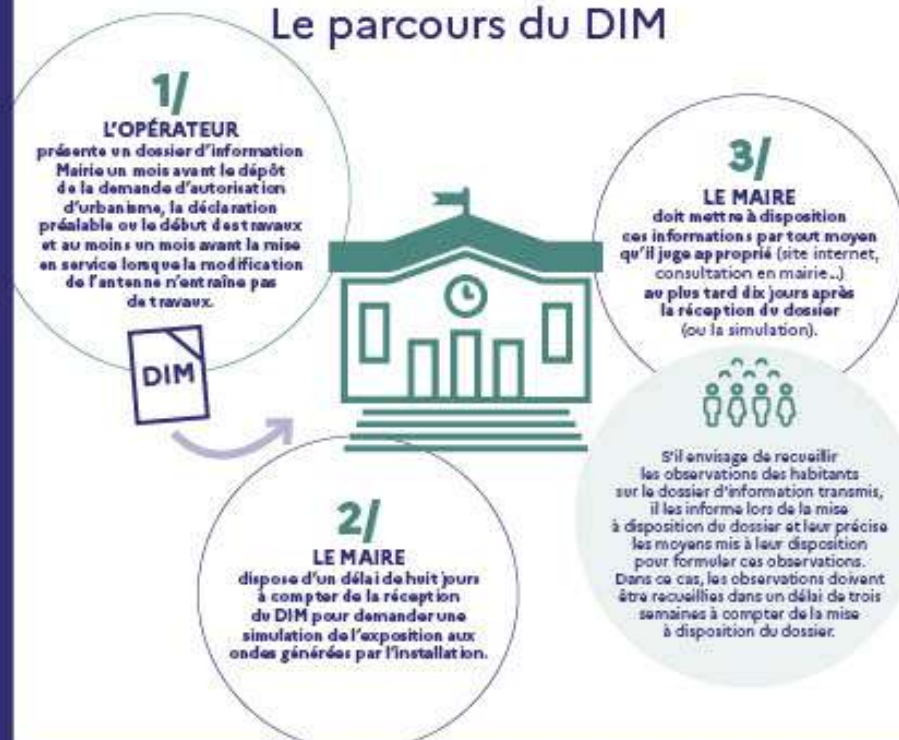 Le parcours du DIM
1/
L'OPÉRATEUR
présente un dossier d'information
Mairie un mois avant le dépôt
de la demande d'autorisation
d'urbanisme, la déclaration
préalable ou le début des travaux
et au moins un mois avant la mise
en service lorsque la modification
de l'antenne n'entraîne pas
de travaux.
DIM
2/
LE MAIRE
dispose d'un délai de huit jours
à compter de la réception
du DIM pour demander une
simulation de l'exposition aux
ondes générées par l'installation.
3/
LE MAIRE
doit mettre à disposition
ces informations par tout moyen
qu'il juge approprié (site internet,
consultation en mairie...)
au plus tard dix jours après
la réception du dossier
(ou la simulation).
S'il envisage de recueillir
les observations des habitants
sur le dossier d'information transmis,
il les informe lors de la mise
à disposition du dossier et leur précise
les moyens mis à leur disposition
pour formuler ces observations.
Dans ce cas, les observations doivent
être recueillies dans un délai de trois
semaines à compter de la mise
à disposition du dossier.